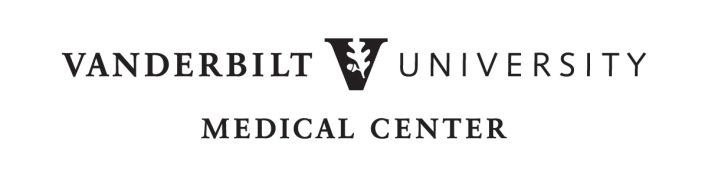 VANDERBILT V UNIVERSITY
MEDICAL CENTER